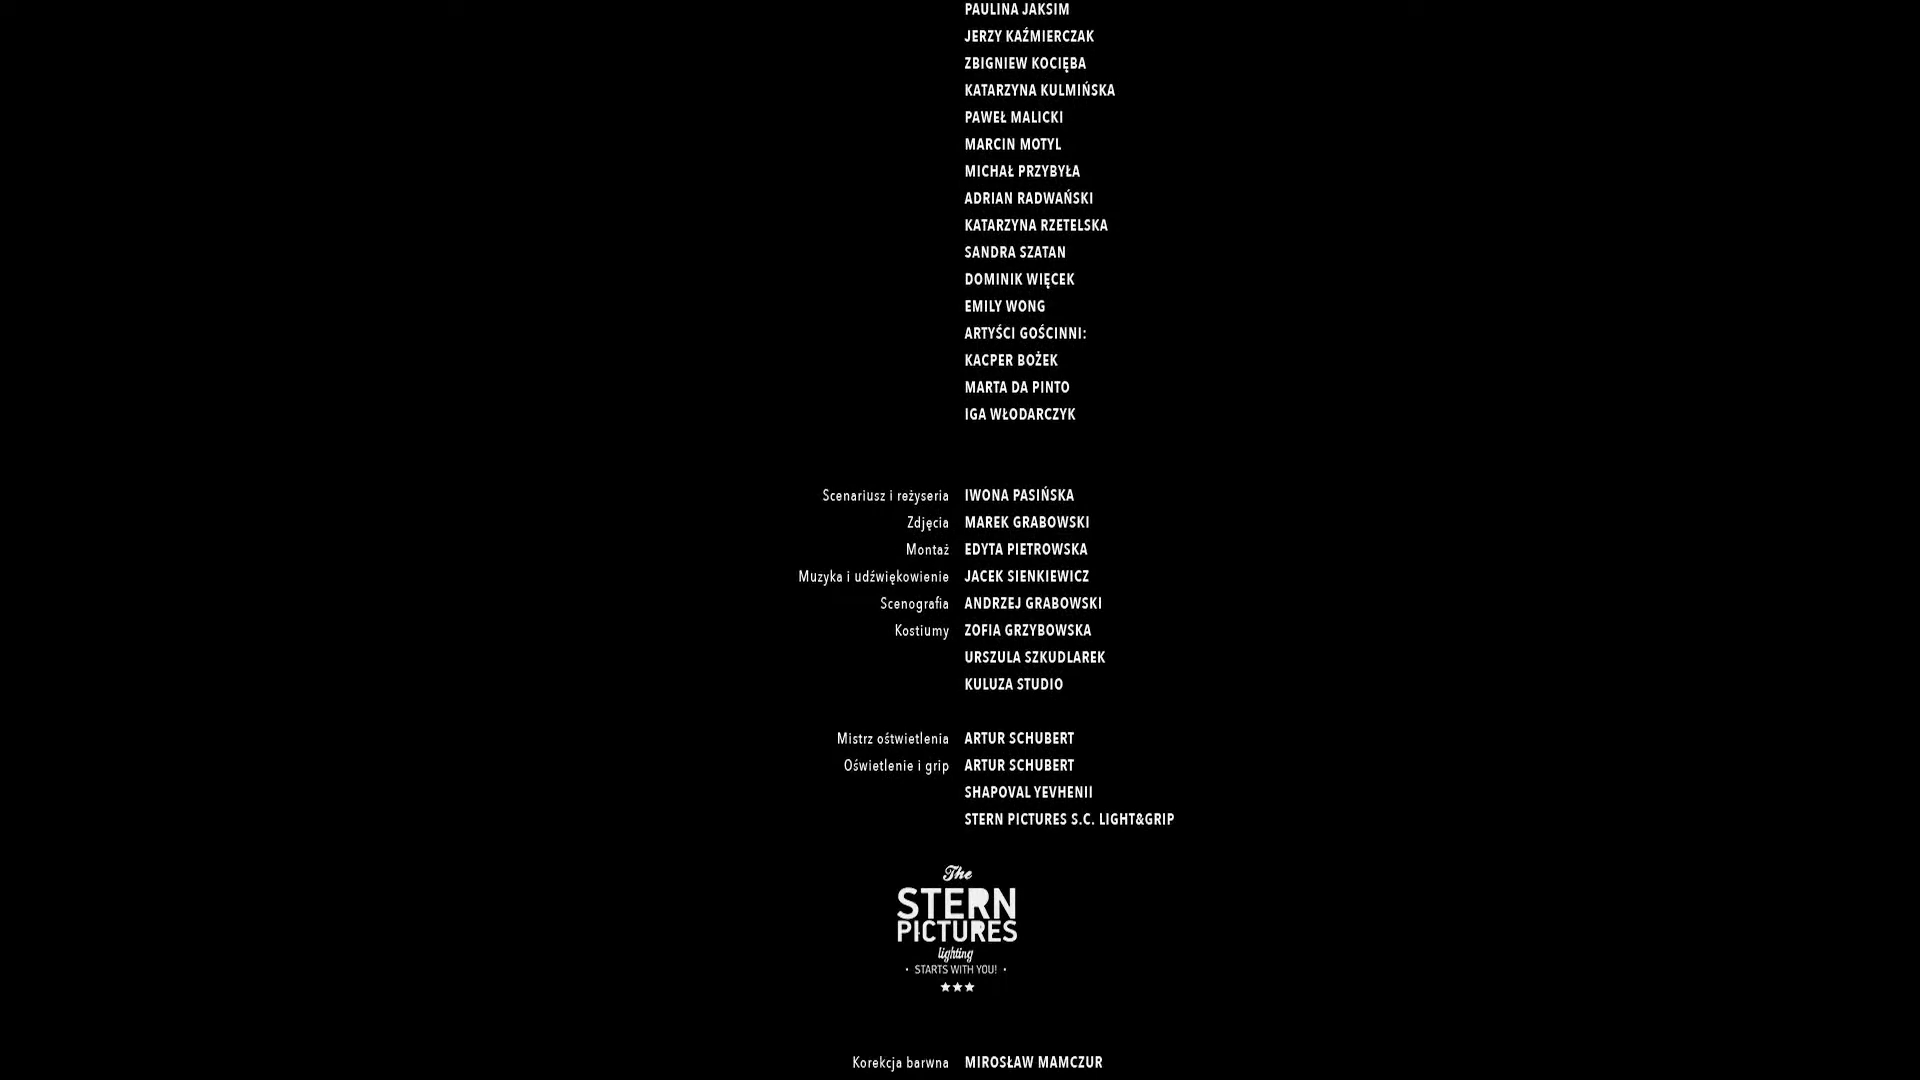 PAULINA JAKSIM
JERZY KAŹMIERCZAK
ZBIGNIEW KOCIĘBA
KATARZYNA KULMIŃSKA
PAWEŁ MALICKI
MARCIN MOTYL
MICHAŁ PRZYBYŁA
ADRIAN RADWAŃSKI
KATARZYNA RZETELSKA
SANDRA SZATAN
DOMINIK WIĘCEK
EMILY WONG
ARTYŚCI GOŚCINNI:
KACPER BOŻEK
MARTA DA PINTO
IGA WŁODARCZYK
Scenariusz i reżyseria IWONA PASIŃSKA
Zdjęcia MAREK GRABOWSKI
Montaż EDYTA PIETROWSKA
Muzyka i udźwiękowienie JACEK SIENKIEWICZ
Scenografia ANDRZEJ GRABOWSKI
Kostiumy ZOFIA GRZYBOWSKA
URSZULA SZKUDLAREK
KULUZA STUDIO
Mistrz ośtwietlenia ARTUR SCHUBERT
Oświetlenie i grip ARTUR SCHUBERT
SHAPOVAL YEVHENII
STERN PICTURES S.C. LIGHT&GRIP
The
STERN
PICTURES
lighting
• STARTS WITH YOU! •
★★★
Korekcja barwna MIROSŁAW MAMCZUR